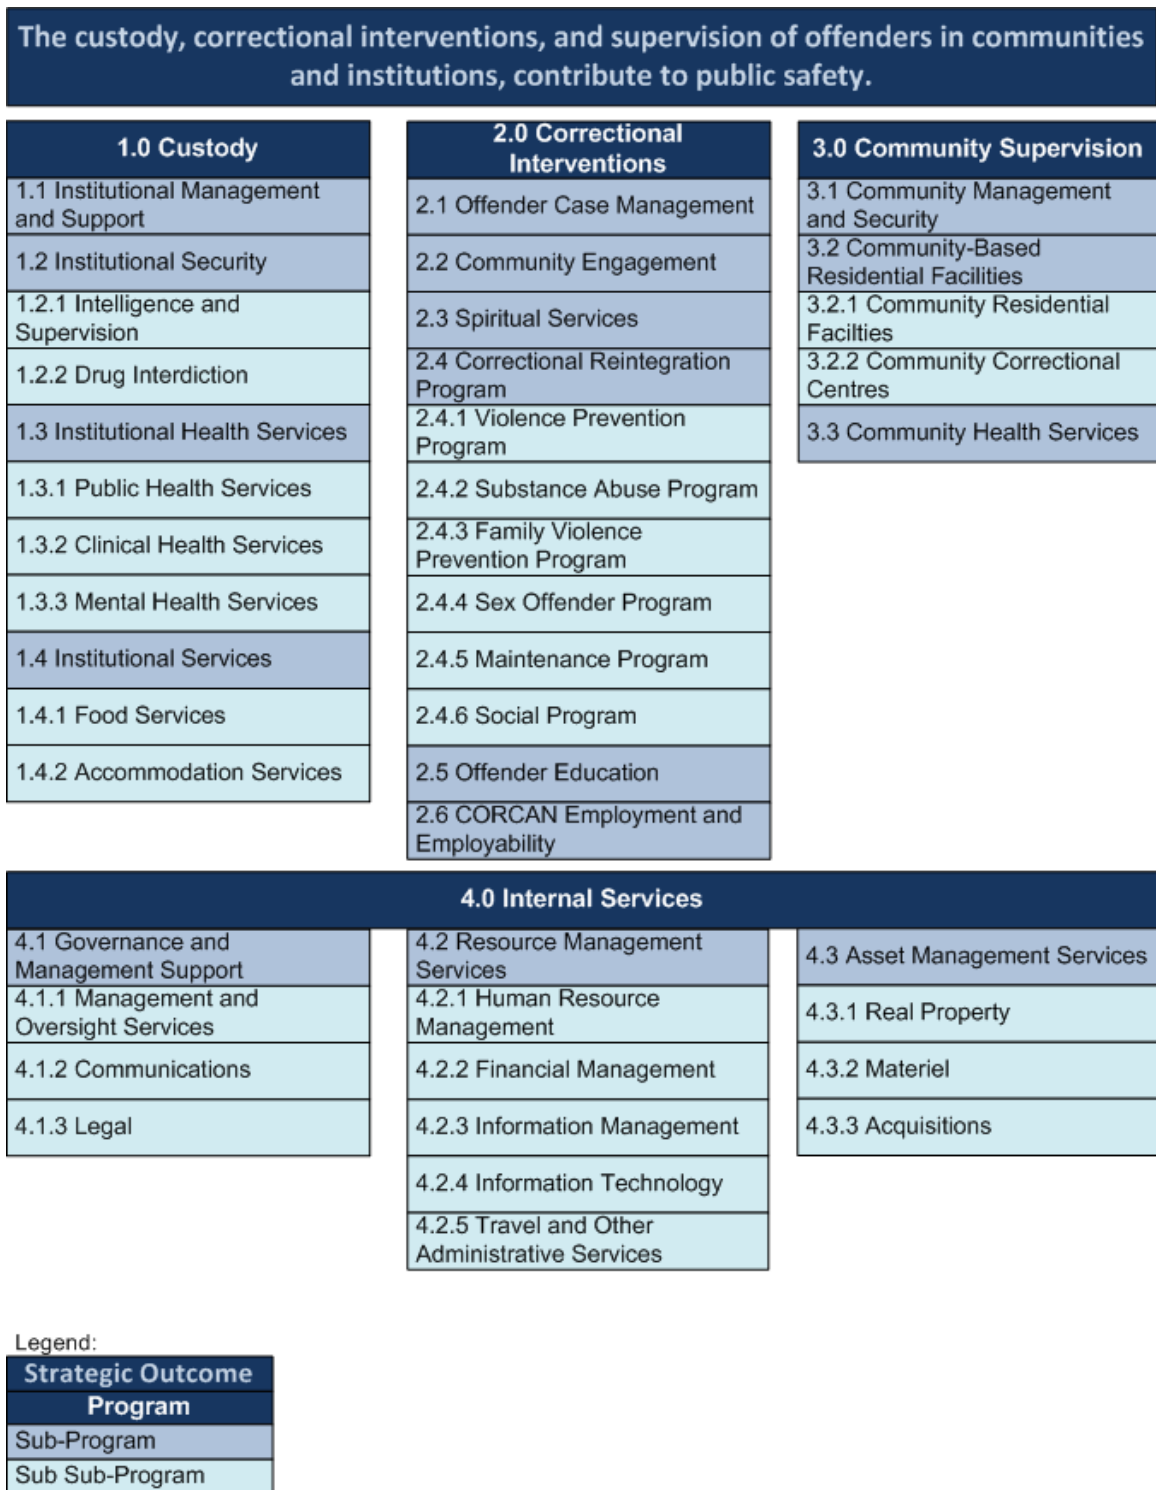 The custody, correctional interventions, and supervision of offenders in communities
and institutions, contribute to public safety.
1.0 Custody
1.1 Institutional Management
and Support
1.2 Institutional Security
1.2.1 Intelligence and
Supervision
1.2.2 Drug Interdiction
1.3 Institutional Health Services
1.3.1 Public Health Services
1.3.2 Clinical Health Services
1.3.3 Mental Health Services
1.4 Institutional Services
1.4.1 Food Services
1.4.2 Accommodation Services
2.0 Correctional
Interventions
2.1 Offender Case Management
2.2 Community Engagement
2.3 Spiritual Services
2.4 Correctional Reintegration
Program
2.4.1 Violence Prevention
Program
2.4.2 Substance Abuse Program
2.4.3 Family Violence
Prevention Program
2.4.4 Sex Offender Program
2.4.5 Maintenance Program
2.4.6 Social Program
2.5 Offender Education
2.6 CORCAN Employment and
Employability
3.0 Community Supervision
3.1 Community Management
and Security
3.2 Community-Based
Residential Facilities
3.2.1 Community Residential
Facilties
3.2.2 Community Correctional
Centres
3.3 Community Health Services
4.0 Internal Services
4.1 Governance and
Management Support
4.1.1 Management and
Oversight Services
4.1.2 Communications
4.1.3 Legal
4.2 Resource Management
Services
4.2.1 Human Resource
Management
4.2.2 Financial Management
4.2.3 Information Management
4.2.4 Information Technology
4.2.5 Travel and Other
Administrative Services
4.3 Asset Management Services
4.3.1 Real Property
4.3.2 Materiel
4.3.3 Acquisitions
Legend:
Strategic Outcome
Program
Sub-Program
Sub Sub-Program